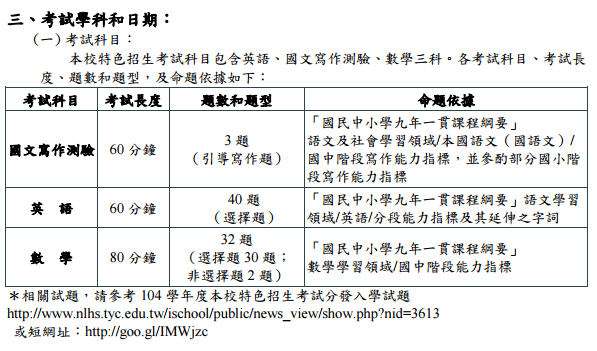 三、考試學科和日期：
（一）考試科目：
本校特色招生考試科目包含英語、國文寫作測驗、數學三科。各考試科目、考試長
度、題數和題型，及命題依據如下：
考試科目 考試長度 題數和題型 命題依據
國文寫作測驗 60 分鐘 3 題
（引導寫作題）
「國民中小學九年一貫課程綱要」
語文及社會學習領域/本國語文（國語文）/
國中階段寫作能力指標，並參酌部分國小階
段寫作能力指標
英 語 60 分鐘 40 題
（選擇題）
「國民中小學九年一貫課程綱要」語文學習
領域/英語/分段能力指標及其延伸之字詞
數 學 80 分鐘 32 題
（選擇題 30 題；
非選擇題 2 題）
「國民中小學九年一貫課程綱要」
數學學習領域/國中階段能力指標
＊相關試題，請參考 104 學年度本校特色招生考試分發入學試題
http://www.nlhs.tyc.edu.tw/ischool/public/news_view/show.php?nid=3613
或短網址：http://goo.gl/IMWjzc